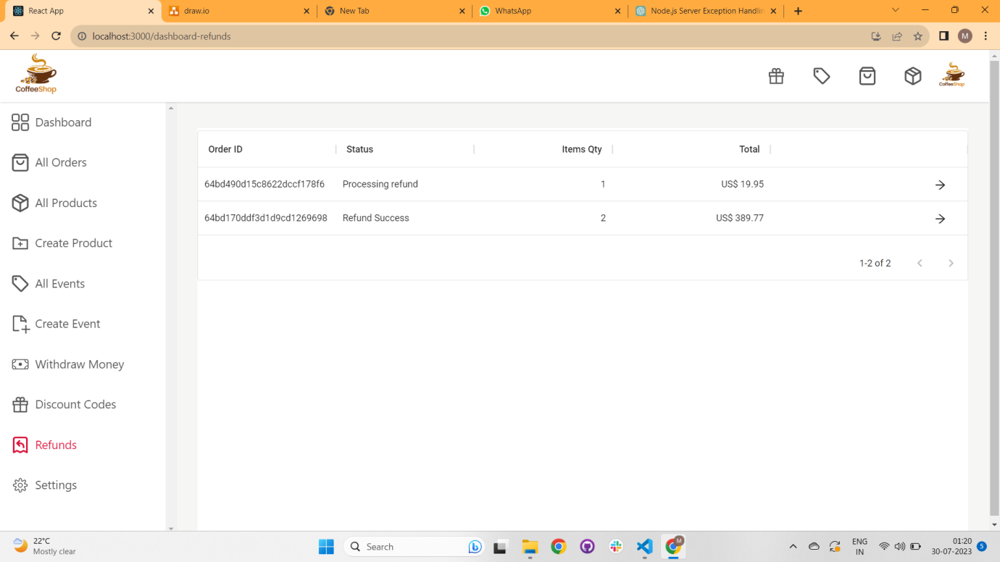 React App
draw.io
New Tab
WhatsApp
Node.js Server Exception Handlin
localhost:3000/dashboard-refunds
M
CoffeeShop
CoffeeShop
Dashboard
All Orders
All Products
Create Product
All Events
Create Event
Withdraw Money
Discount Codes
Refunds
Settings
Order ID Status Items Qty Total
64bd490d15c8622dccf178f6 Processing refund 1 US$ 19.95
64bd170ddf3d1d9cd1269698 Refund Success 2 US$ 389.77
1-2 of 2
22°C
Mostly clear
Search
M
ENG
IN
01:20
30-07-2023
5